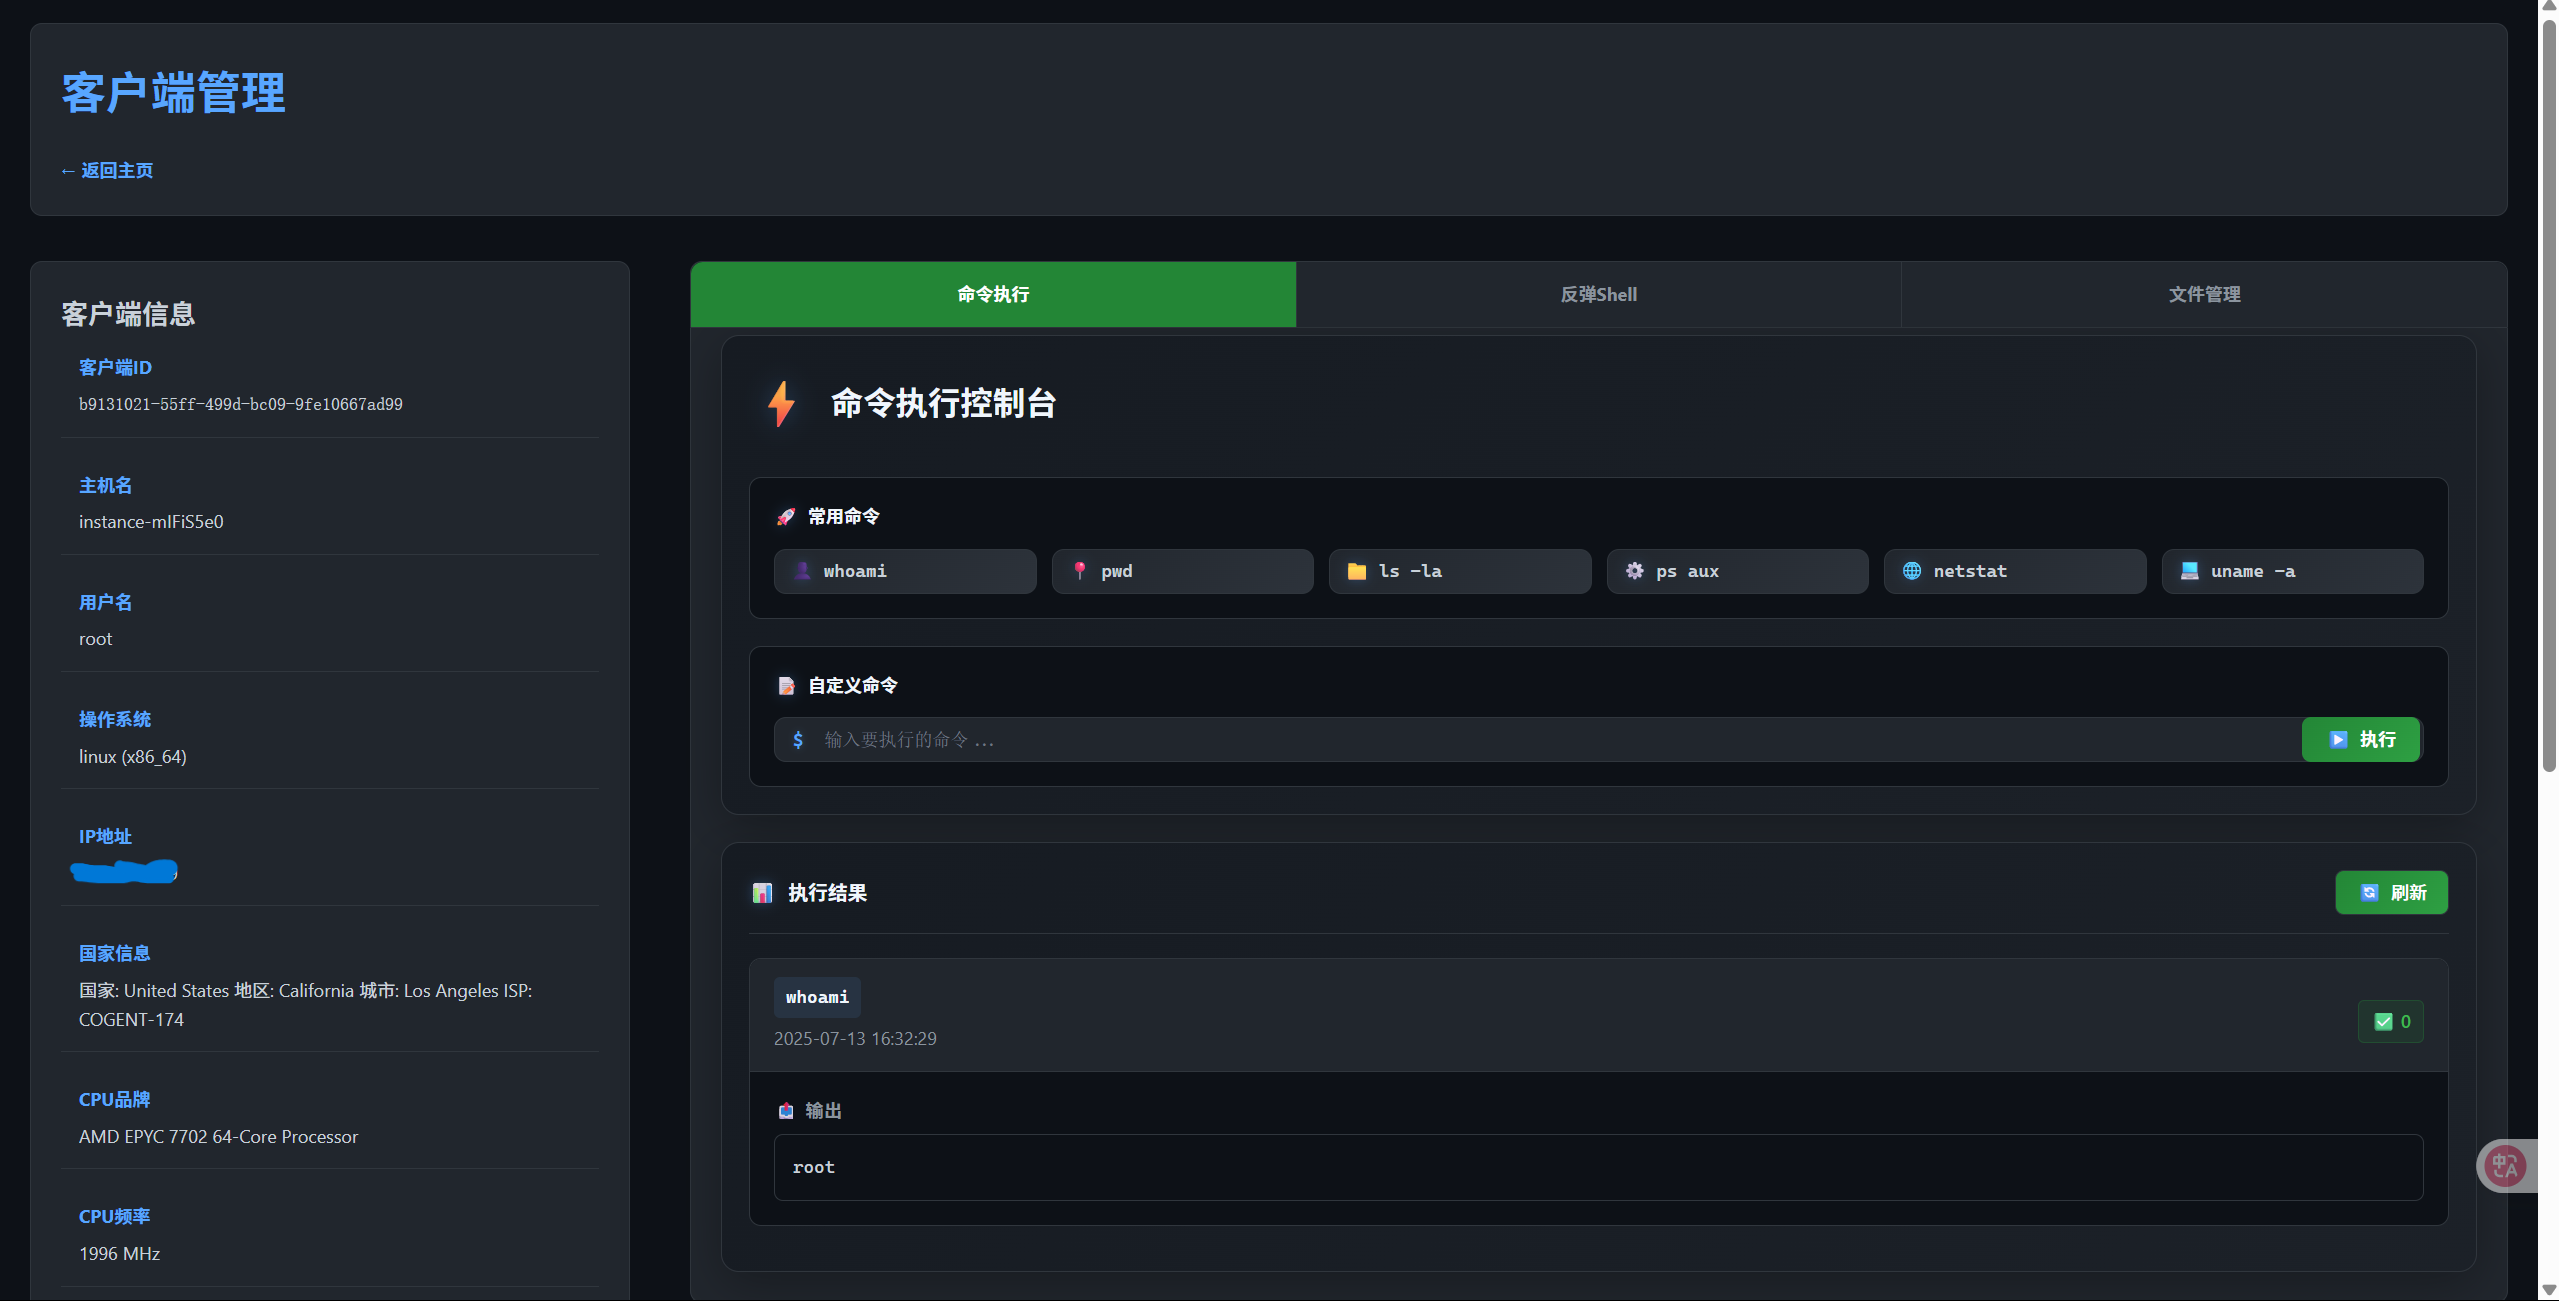 客户端管理
← 返回主页
客户端信息
客户端ID
b9131021-55ff-499d-bc09-9fe10667ad99
主机名
instance-mIFiS5e0
用户名
root
操作系统
linux (x86_64)
IP地址
国家信息
国家: United States 地区: California 城市: Los Angeles ISP:
COGENT-174
CPU品牌
AMD EPYC 7702 64-Core Processor
CPU频率
1996 MHz
命令执行
反弹Shell
文件管理
命令执行控制台
常用命令
whoami
pwd
ls -la
ps aux
netstat
uname -a
自定义命令
$ 输入要执行的命令 ...
执行
执行结果
刷新
whoami
2025-07-13 16:32:29
0
输出
root